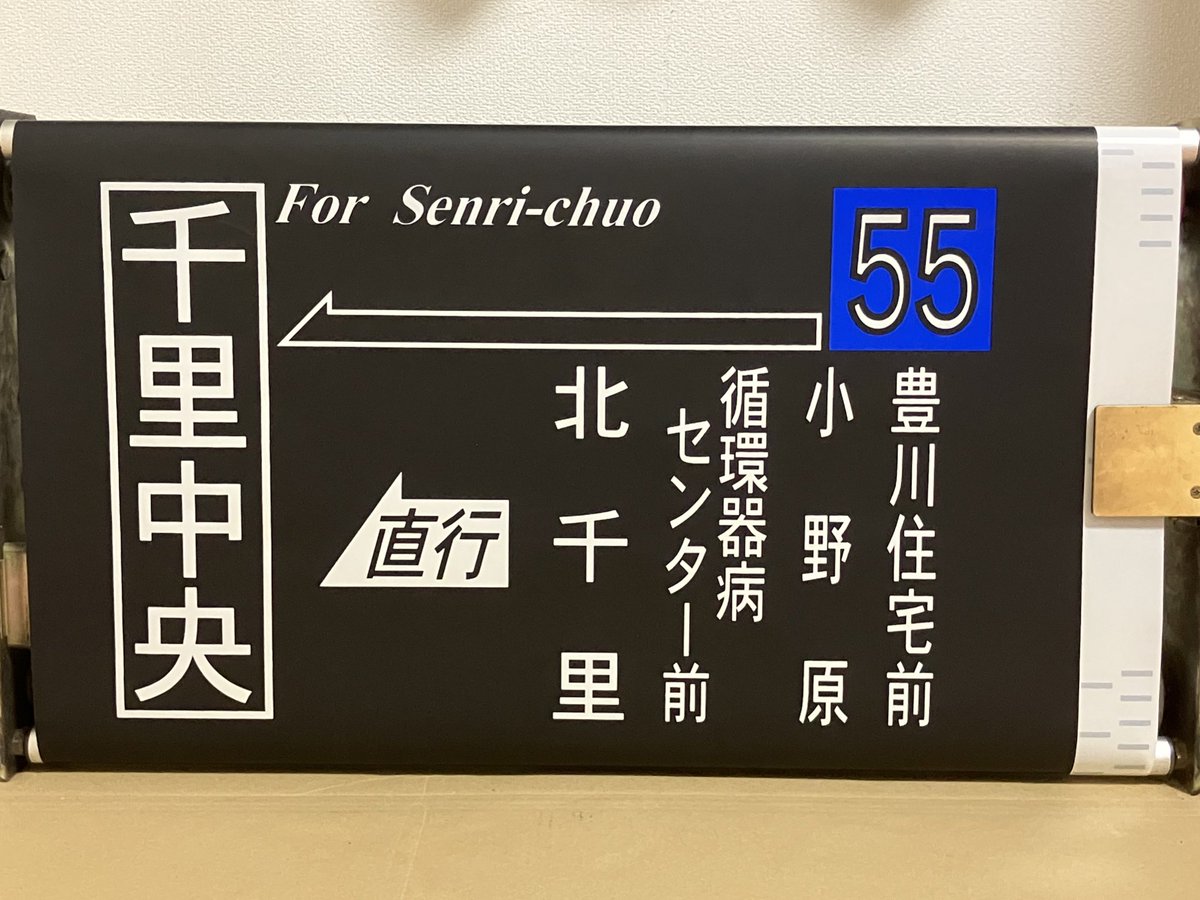 55
豊川住宅前
小野原
循環器病
センター前
北千里
直行
For Senri-chuo
千里中央